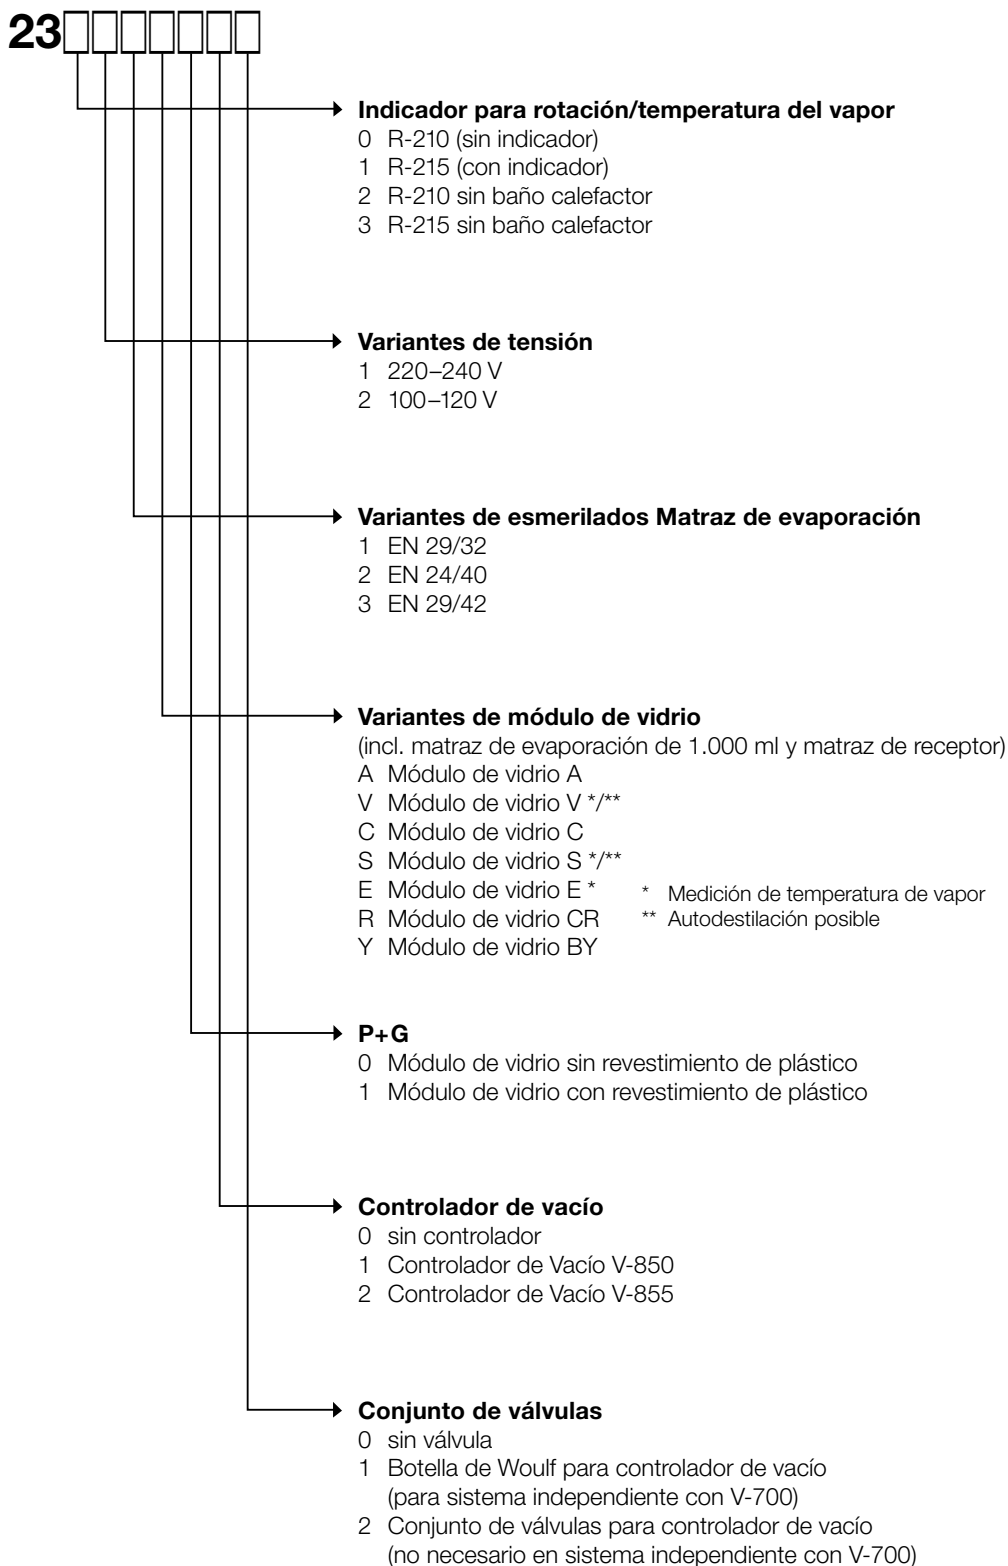 23
Indicador para rotación/temperatura del vapor
0 R-210 (sin indicador)
1 R-215 (con indicador)
2 R-210 sin baño calefactor
3 R-215 sin baño calefactor
Variantes de tensión
1 220–240 V
2 100–120 V
Variantes de esmerilados Matraz de evaporación
1 EN 29/32
2 EN 24/40
3 EN 29/42
Variantes de módulo de vidrio
(incl. matraz de evaporación de 1.000 ml y matraz de receptor)
A Módulo de vidrio A
V Módulo de vidrio V */**
C Módulo de vidrio C
S Módulo de vidrio S */**
E Módulo de vidrio E *
* Medición de temperatura de vapor
R Módulo de vidrio CR
** Autodestilación posible
Y Módulo de vidrio BY
P+G
0 Módulo de vidrio sin revestimiento de plástico
1 Módulo de vidrio con revestimiento de plástico
Controlador de vacío
0 sin controlador
1 Controlador de Vacío V-850
2 Controlador de Vacío V-855
Conjunto de válvulas
0 sin válvula
1 Botella de Woulf para controlador de vacío
(para sistema independiente con V-700)
2 Conjunto de válvulas para controlador de vacío
(no necesario en sistema independiente con V-700)